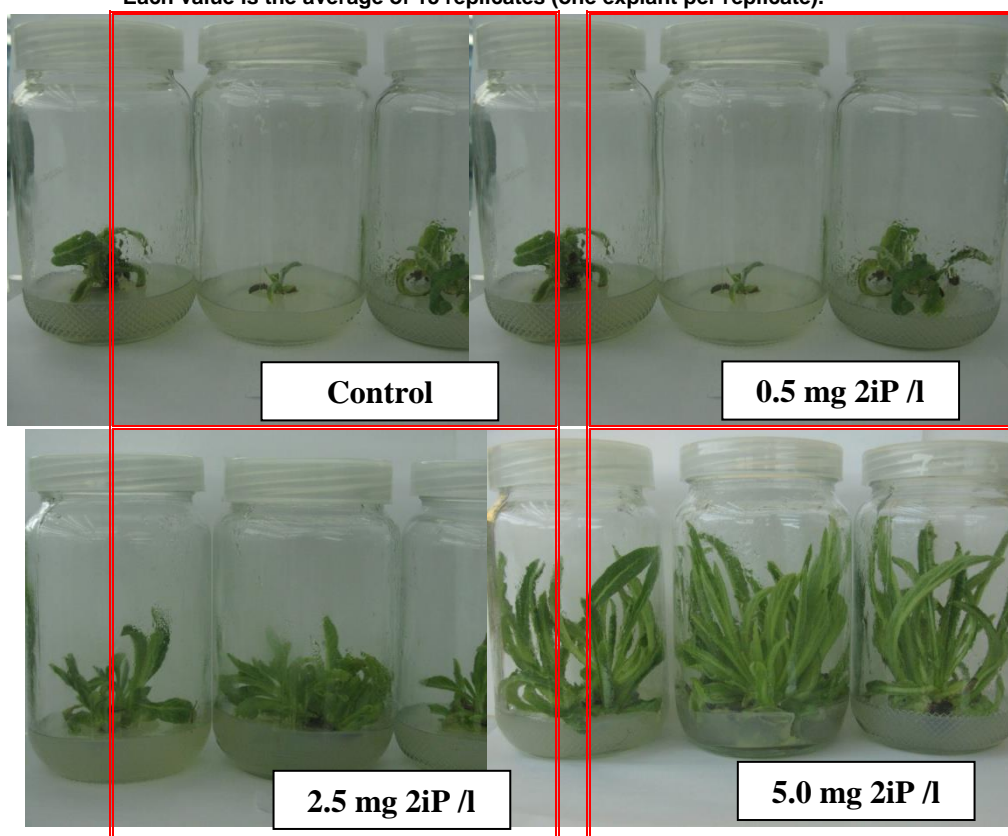 Each value is the average of 10 replicates (one explant per replicate).
Control
0.5 mg 2iP /l
2.5 mg 2iP /l
5.0 mg 2iP /l